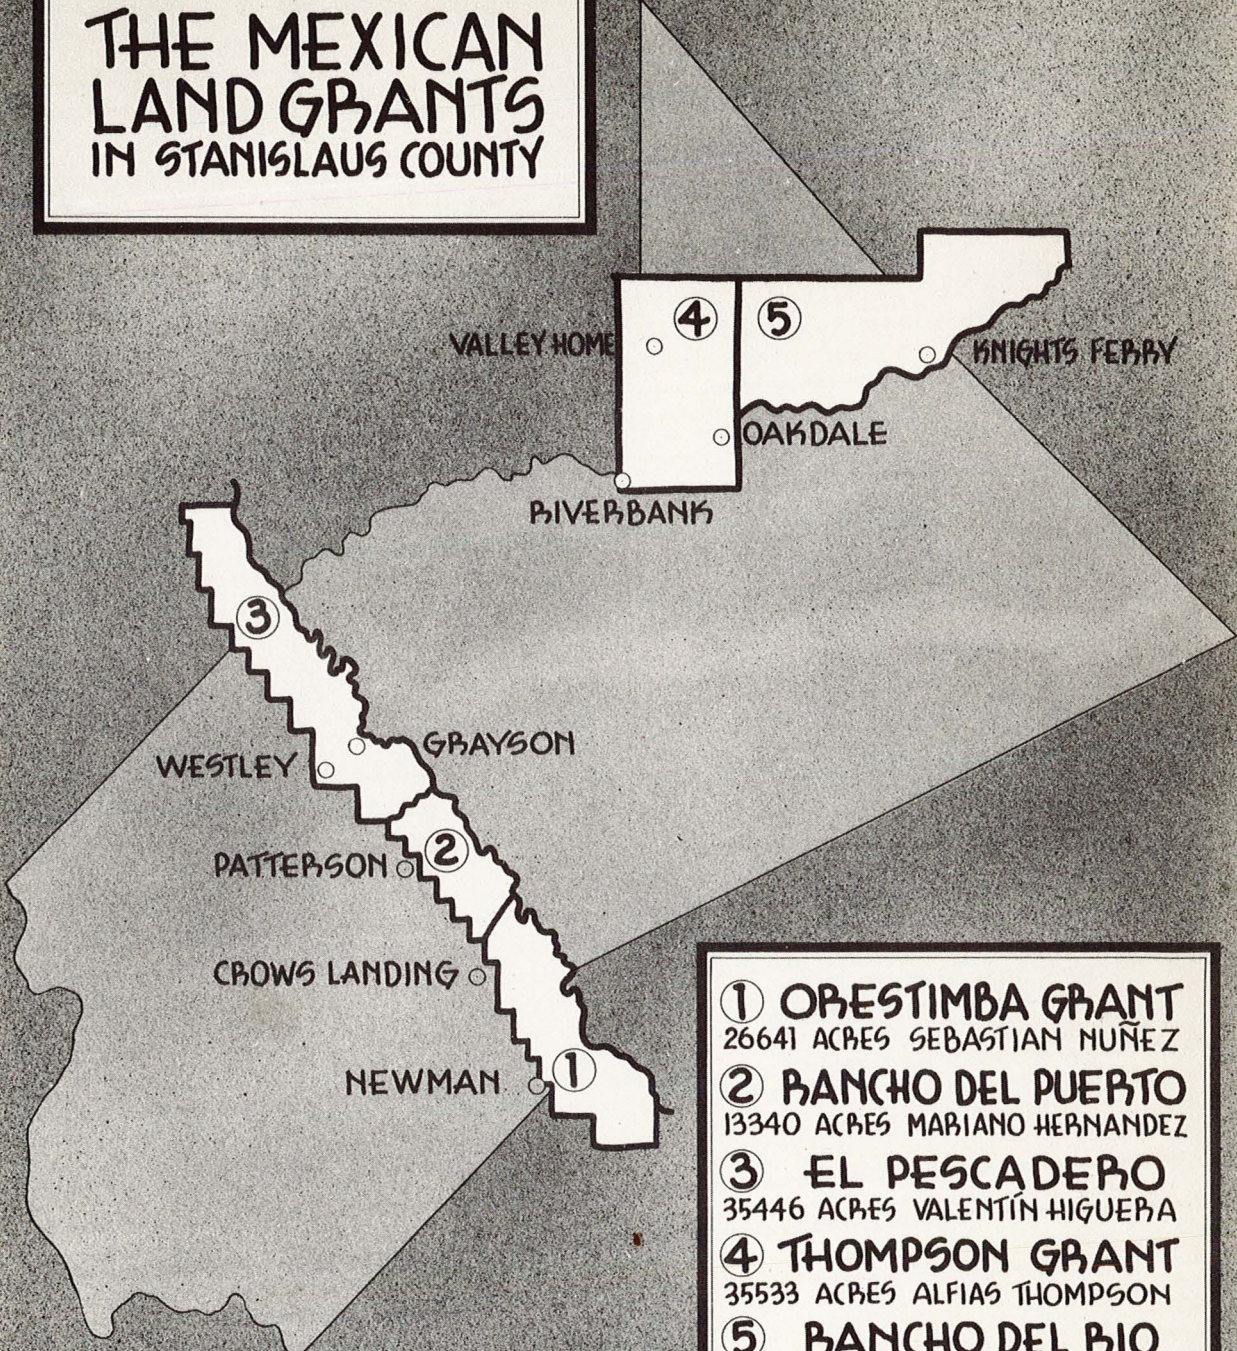 THE MEXICAN
LAND GRANTS
IN STANISLAUS COUNTY
4
5
VALLEY HOME
KNIGHTS FERRY
OAKDALE
RIVERBANK
3
GRAYSON
WESTLEY
2
PATTERSON
CROWS LANDING
1
NEWMAN
1 ORESTIMBA GRANT
26641 ACRES SEBASTIAN NUÑEZ
2 RANCHO DEL PUERTO
13340 ACRES MARIANO HERNANDEZ
3 EL PESCADERO
35446 ACRES VALENTÍN HIGUERA
4 THOMPSON GRANT
35533 ACRES ALFIAS THOMPSON
5 RANCHO DEL RIO